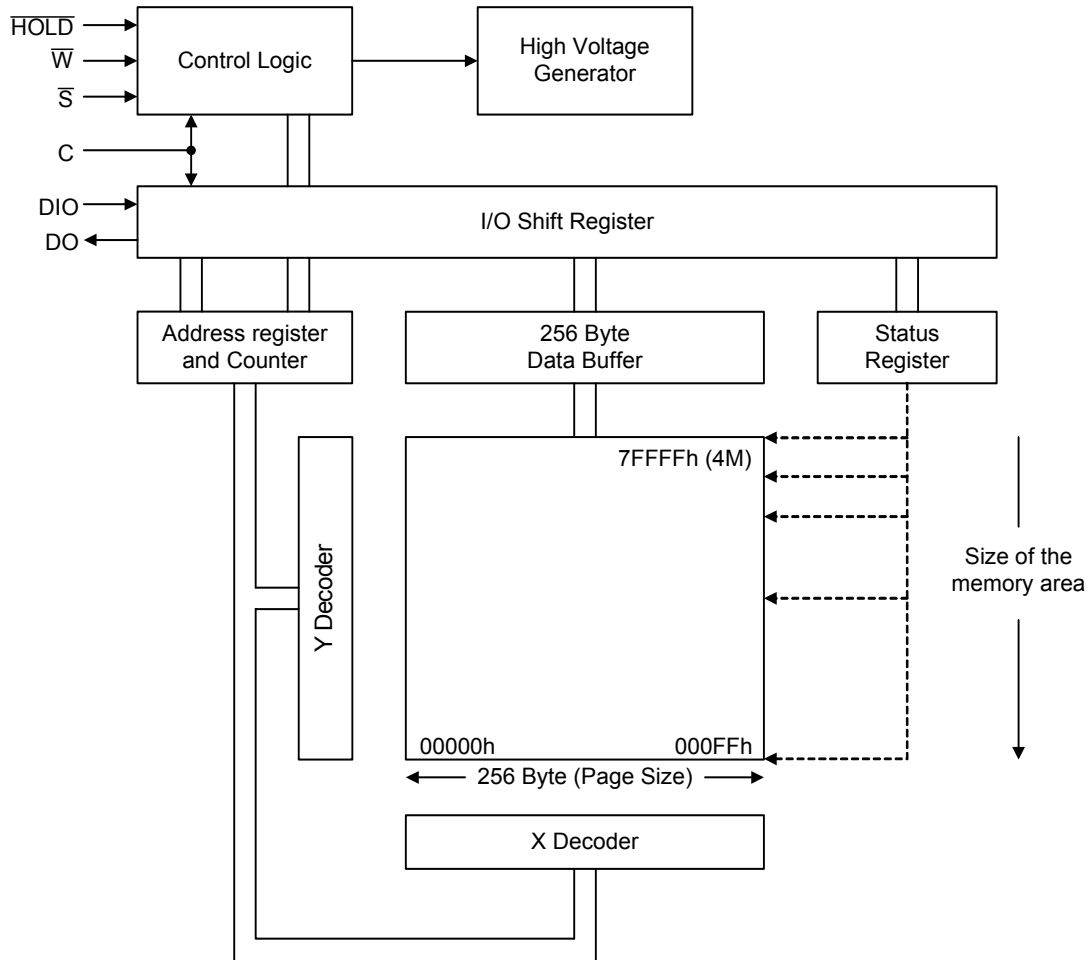 H̅O̅L̅D̅
W̅
S̅
C
DIO
DO
Control Logic
High Voltage
Generator
I/O Shift Register
Address register
and Counter
256 Byte
Data Buffer
Status
Register
7FFFFh (4M)
Y Decoder
Size of the
memory area
00000h
000FFh
256 Byte (Page Size)
X Decoder